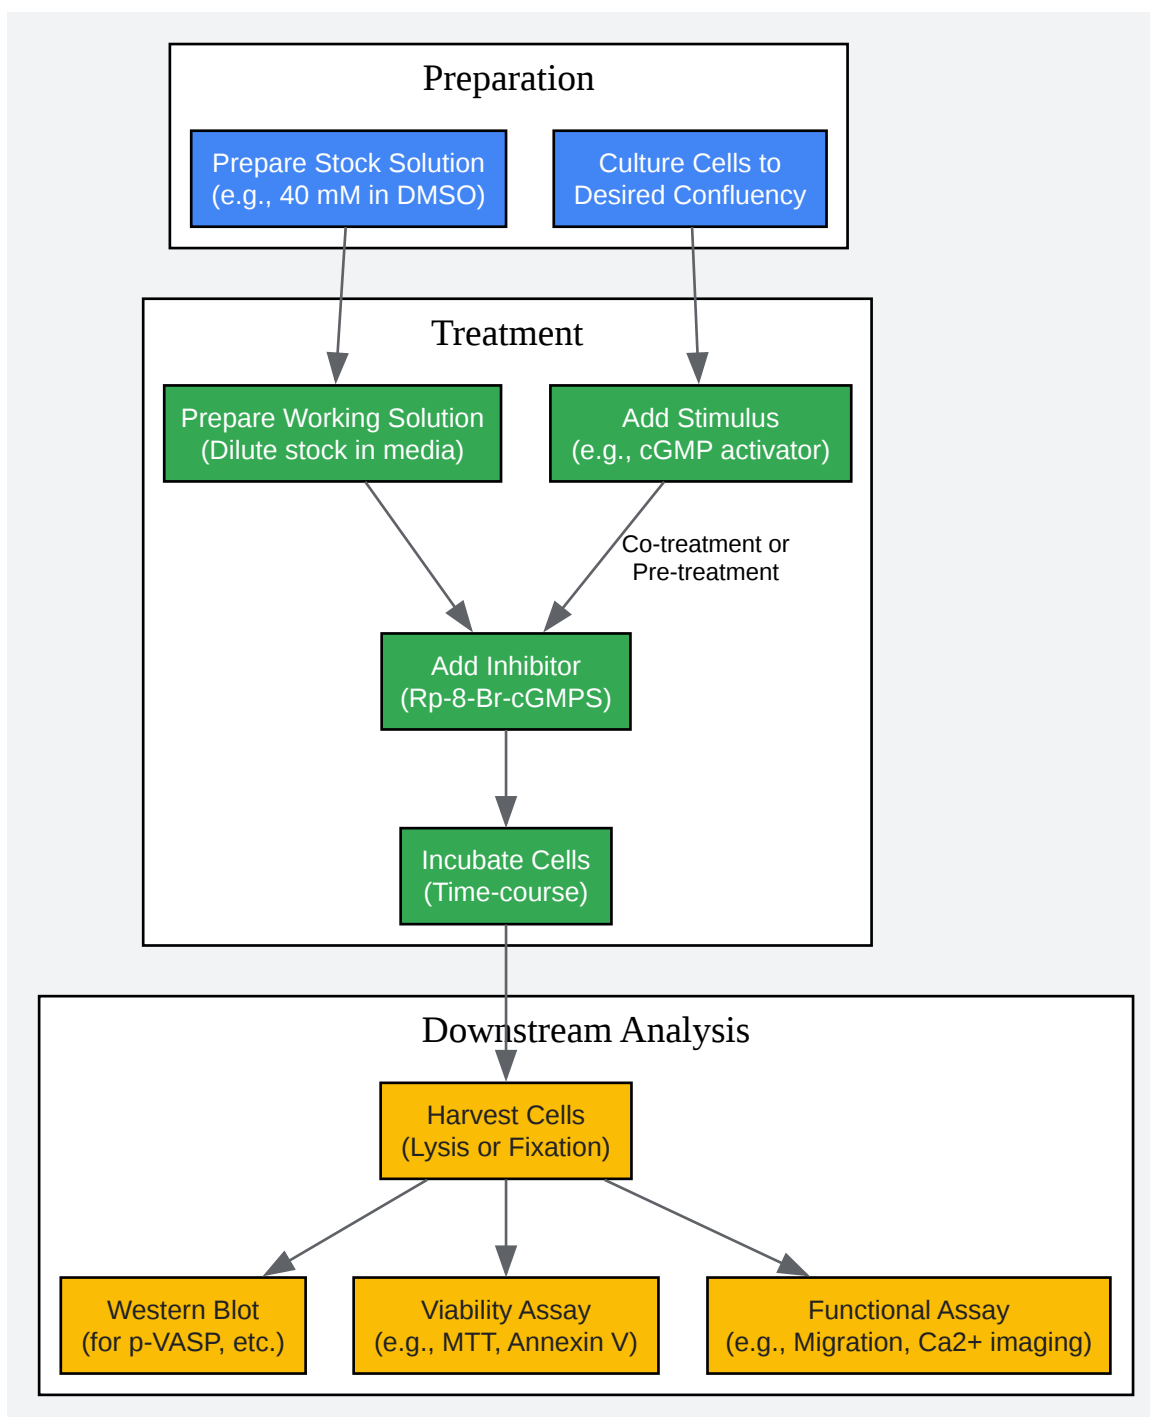 Preparation
Prepare Stock Solution
(e.g., 40 mM in DMSO)
Culture Cells to
Desired Confluency
Treatment
Prepare Working Solution
(Dilute stock in media)
Add Stimulus
(e.g., cGMP activator)
Co-treatment or
Pre-treatment
Add Inhibitor
(Rp-8-Br-cGMPS)
Incubate Cells
(Time-course)
Downstream Analysis
Harvest Cells
(Lysis or Fixation)
Western Blot
(for p-VASP, etc.)
Viability Assay
(e.g., MTT, Annexin V)
Functional Assay
(e.g., Migration, Ca2+ imaging)